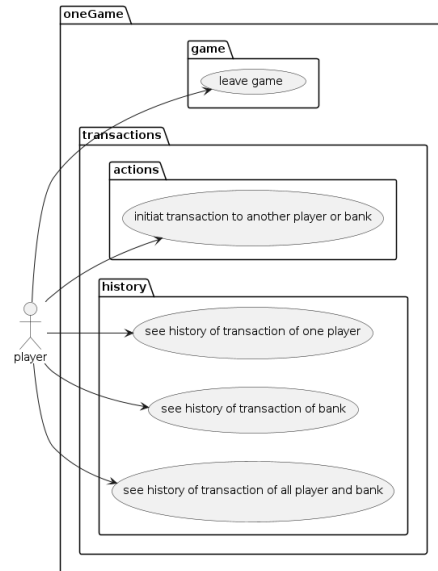 oneGame
game
leave game
transactions
actions
initiat transaction to another player or bank
history
see history of transaction of one player
player
see history of transaction of bank
see history of transaction of all player and bank